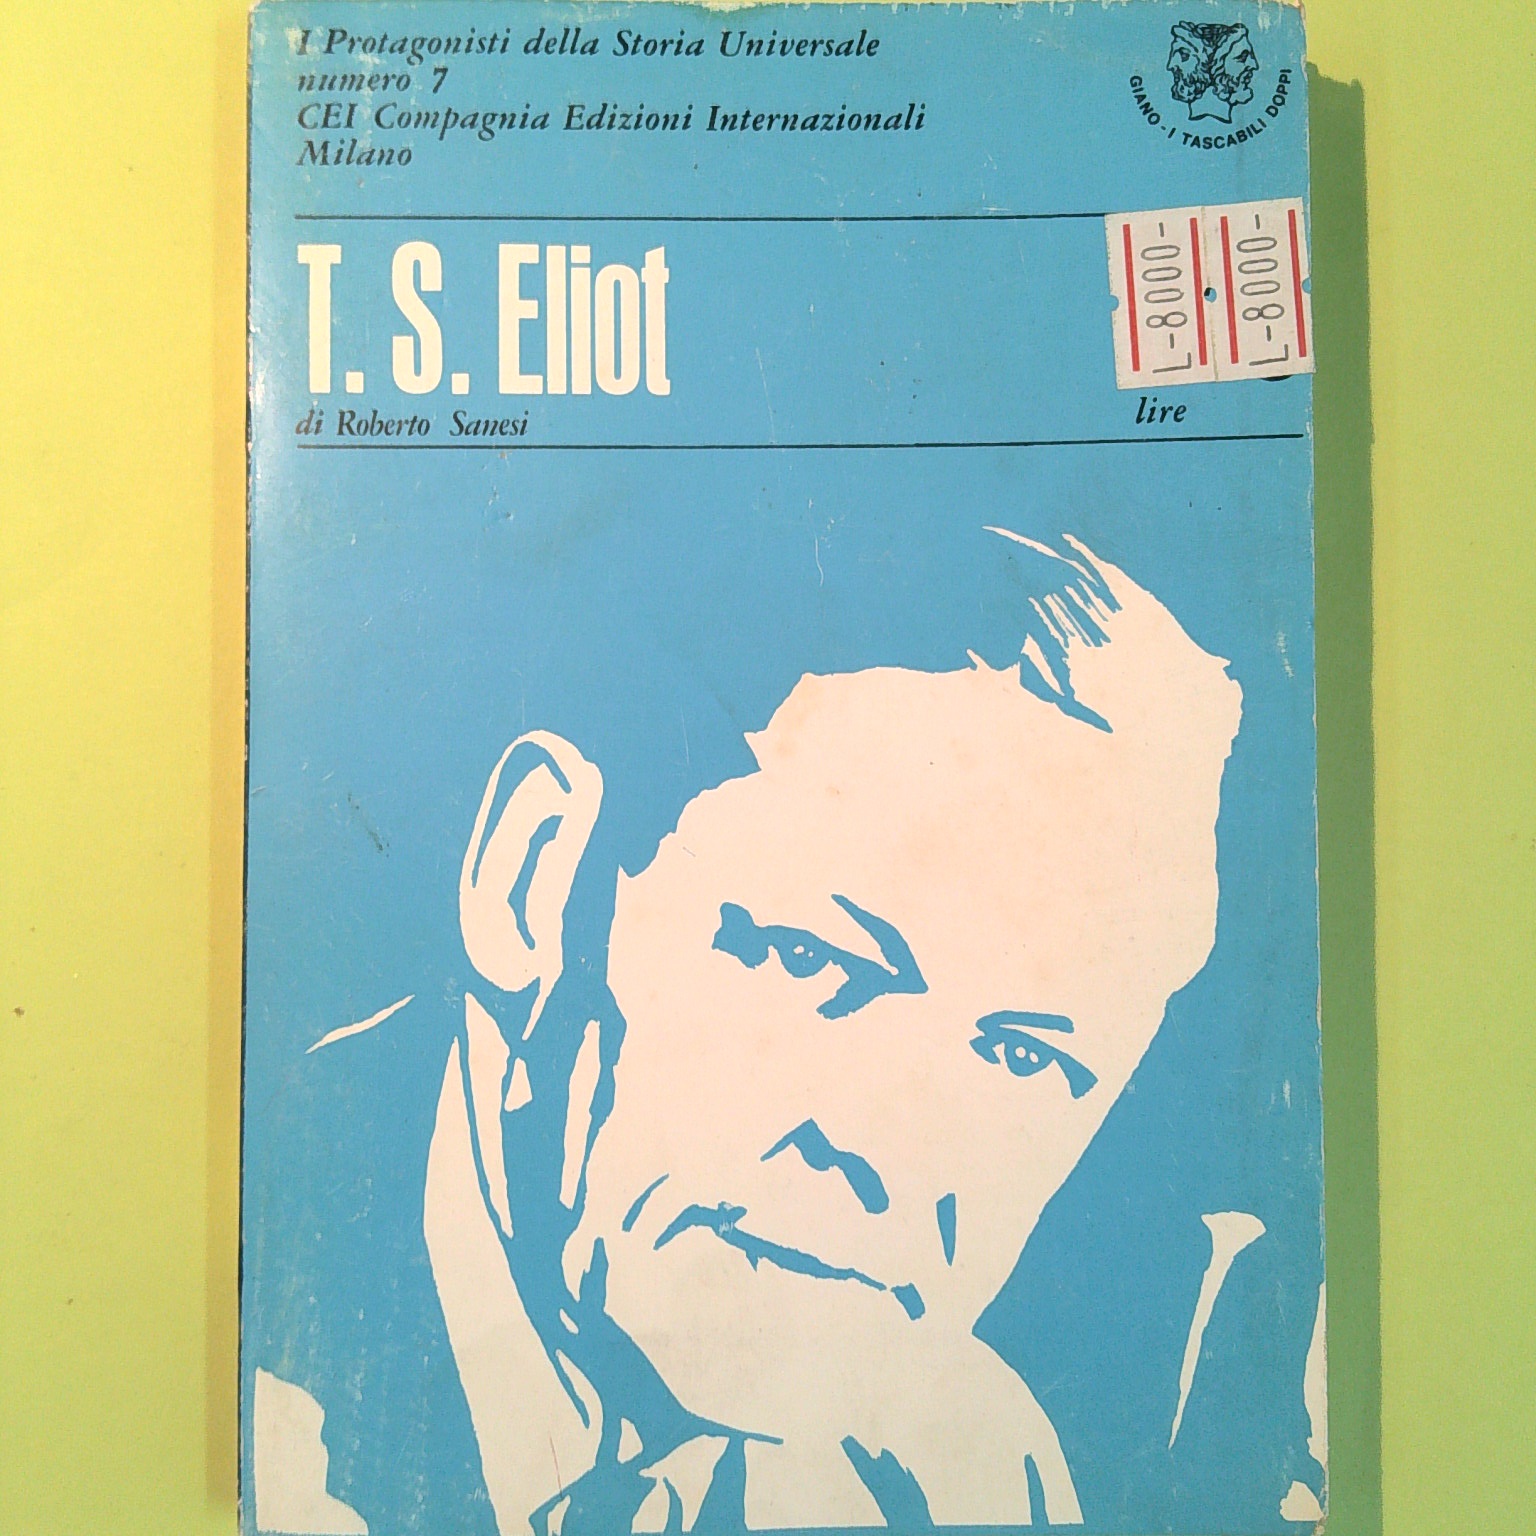 I Protagonisti della Storia Universale
numero 7
CEI Compagnia Edizioni Internazionali
Milano
GIANO - I TASCABILI DOPPI
T. S. Eliot
di Roberto Sanesi
L-8000-
L-8000-
lire